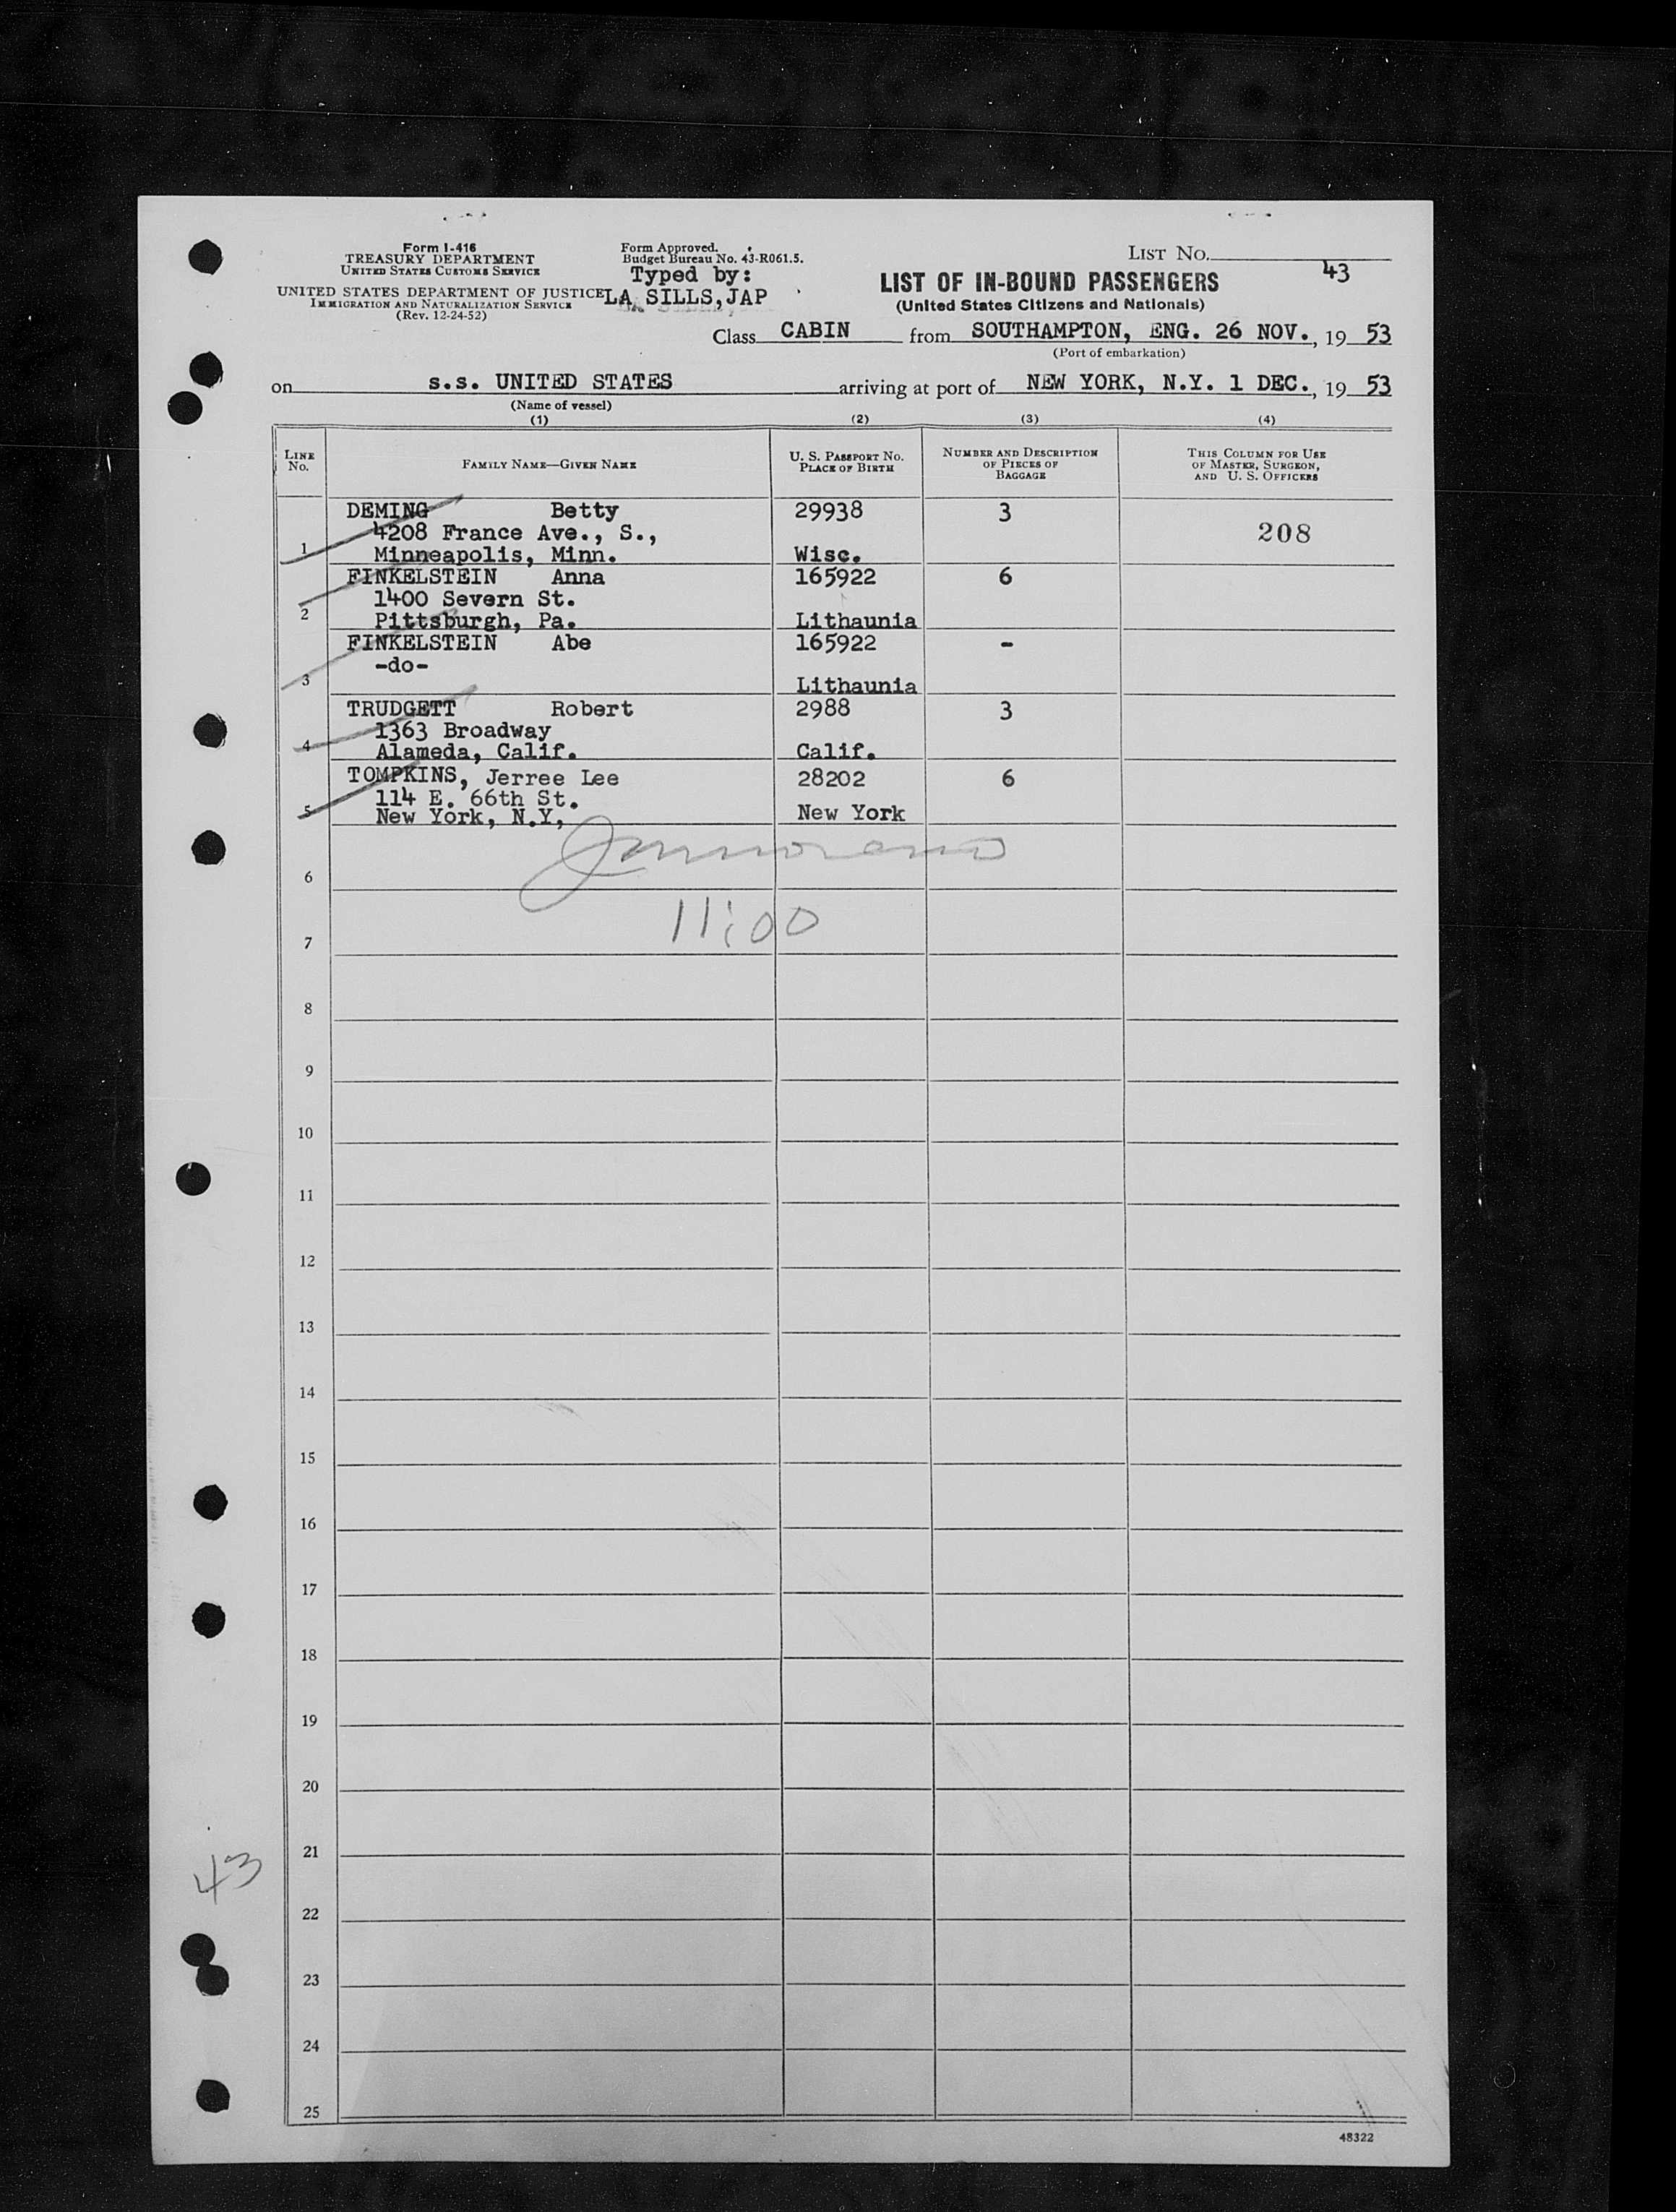 Form I-416
TREASURY DEPARTMENT
UNITED STATES CUSTOMS SERVICE
UNITED STATES DEPARTMENT OF JUSTICE
IMMIGRATION AND NATURALIZATION SERVICE
(Rev. 12-24-52)
Form Approved.
Budget Bureau No. 43-R061.5.
Typed by:
LA SILLS, JAP
LIST NO. 43
LIST OF IN-BOUND PASSENGERS
(United States Citizens and Nationals)
Class CABIN from SOUTHAMPTON, ENG. 26 NOV., 19 53
(Port of embarkation)
on s.s. UNITED STATES arriving at port of NEW YORK, N.Y. 1 DEC., 19 53
(Name of vessel)
(1) (2) (3) (4)
LINE NO. FAMILY NAME—GIVEN NAME U. S. PASSPORT NO. PLACE OF BIRTH NUMBER AND DESCRIPTION OF PIECES OF BAGGAGE THIS COLUMN FOR USE OF MASTER, SURGEON, AND U. S. OFFICERS
DEMING Betty 29938 3
4208 France Ave., S., 208
1 Minneapolis, Minn. Wisc.
FINKELSTEIN Anna 165922 6
1400 Severn St.
2 Pittsburgh, Pa. Lithaunia
FINKELSTEIN Abe 165922 -
-do-
3 Lithaunia
TRUDGETT Robert 2988 3
1363 Broadway
4 Alameda, Calif. Calif.
TOMPKINS, Jerree Lee 28202 6
114 E. 66th St.
5 New York, N.Y, New York
6
11:00
7
8
9
10
11
12
13
14
15
16
17
18
19
20
21
43
22
23
24
25
48322